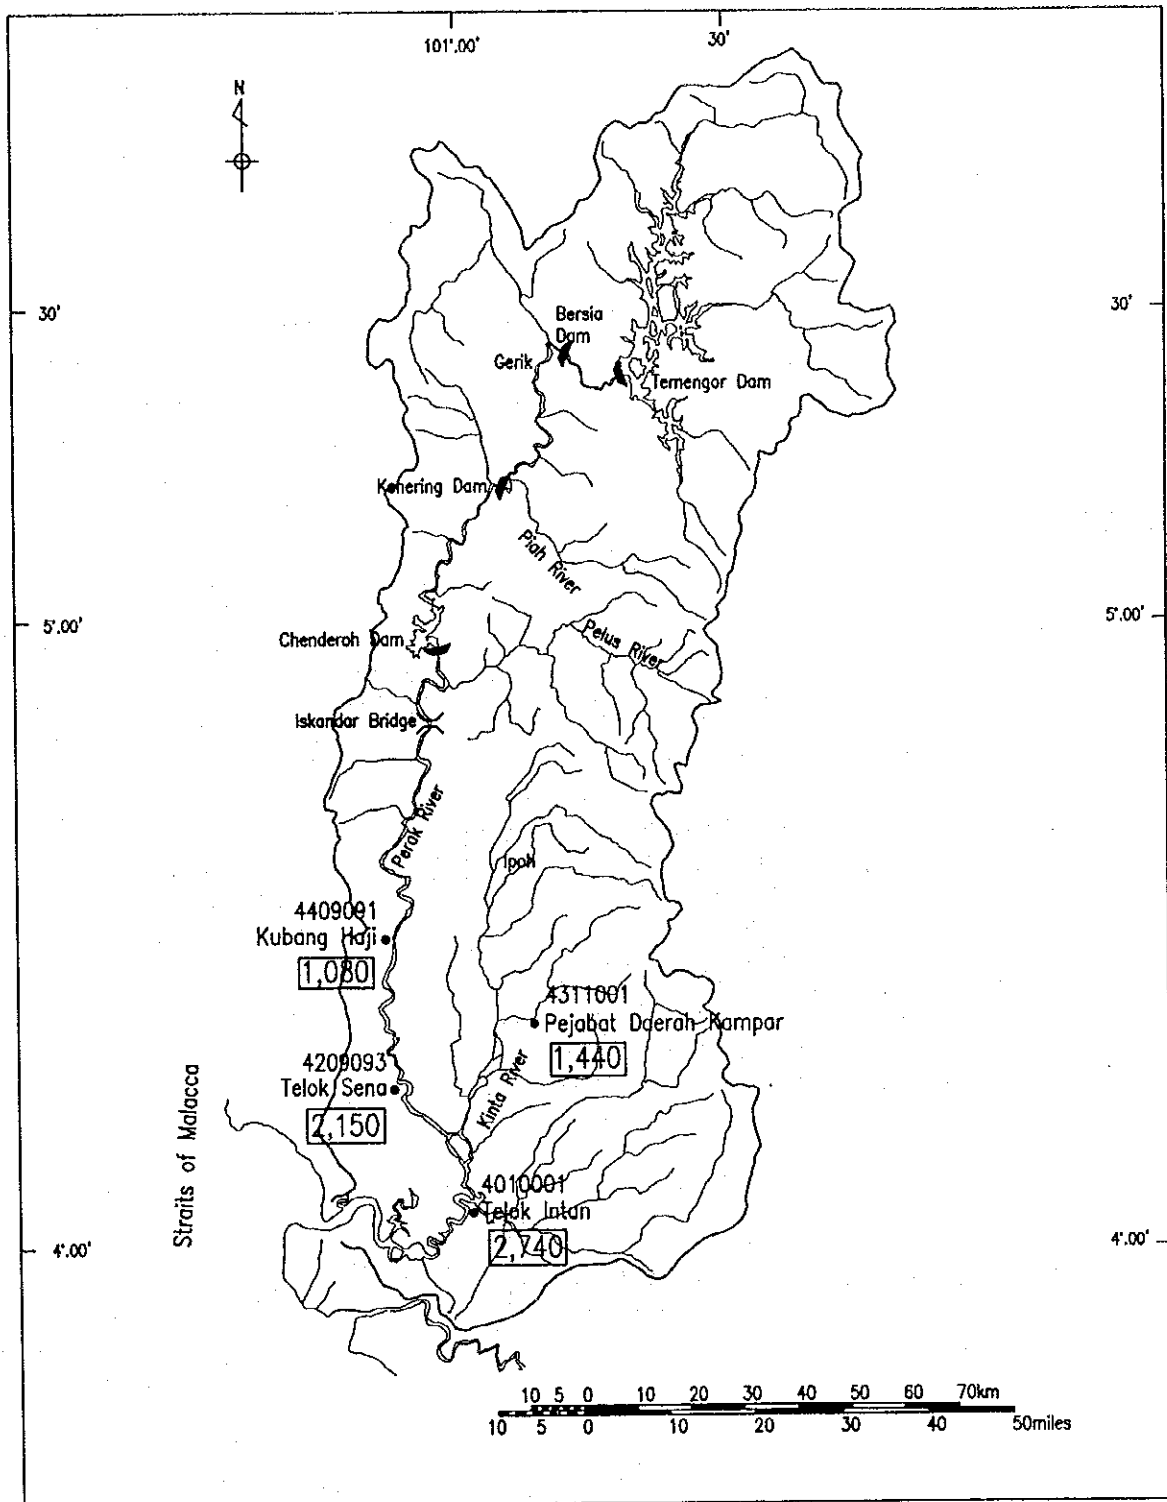 101°.00'
30'
N
30'
30'
Bersia
Dam
Gerik
Temengor Dam
Kenering Dam
Piah River
5°.00'
5°.00'
Chenderoh Dam
Pelus River
Iskandar Bridge
Perak River
Ipoh
4409091
Kubang Haji
1,080
4311001
Pejabat Daerah Kampar
1,440
4209093
Telok Sena
2,150
Kinta River
Straits of Malacca
4010001
Telok Intan
2,740
4°.00'
4°.00'
10 5 0 10 20 30 40 50 60 70km
10 5 0 10 20 30 40 50miles